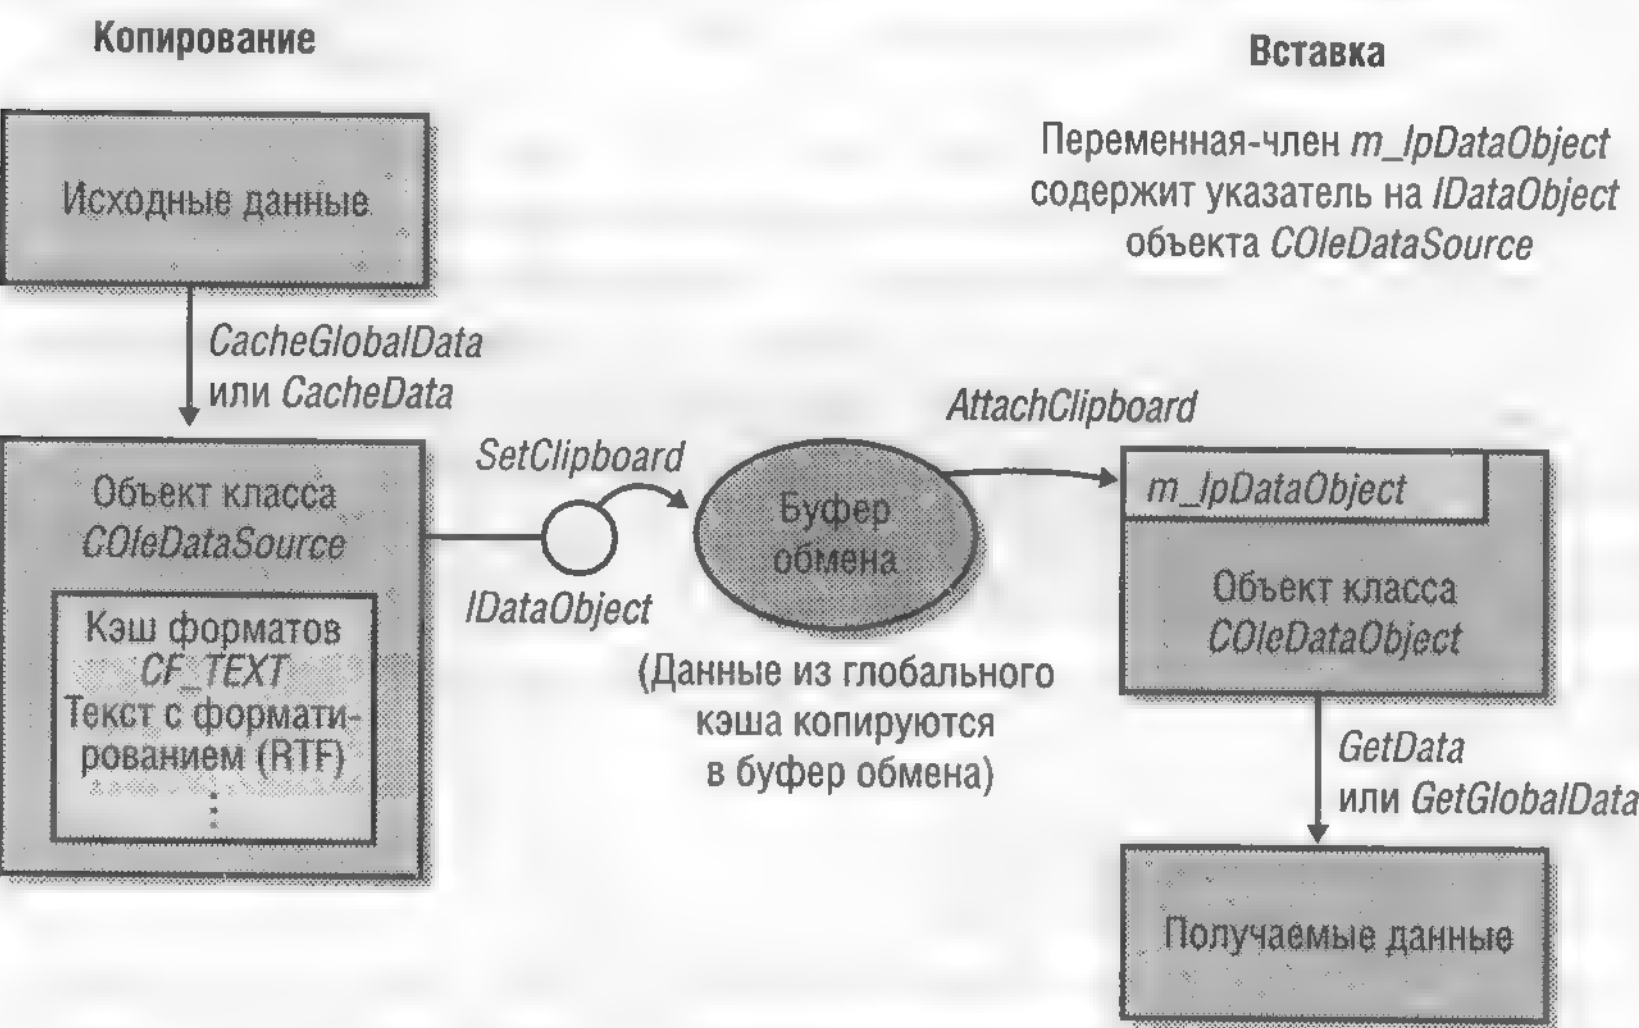 Копирование
Исходные данные
CacheGlobalData
или CacheData
Объект класса
COleDataSource
Кэш форматов
CF_TEXT
Текст с формати-
рованием (RTF)
SetClipboard
IDataObject
Буфер
обмена
(Данные из глобального
кэша копируются
в буфер обмена)
Вставка
Переменная-член m_lpDataObject
содержит указатель на IDataObject
объекта COleDataSource
AttachClipboard
m_lpDataObject
Объект класса
COleDataObject
GetData
или GetGlobalData
Получаемые данные